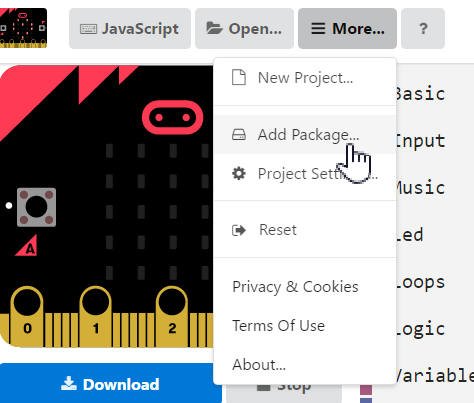 JavaScript Open... More... ?
New Project...
Basic
Add Package...
Input
Project Sett
Music
A
Reset
Led
Privacy & Cookies
Loops
0 1 2
Terms Of Use
Logic
About...
Variable
Download Stop